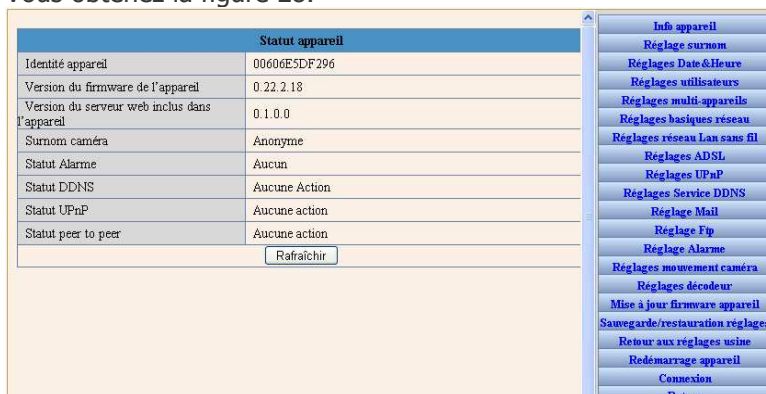 Vous obtenez la figure 28.
Statut appareil
Identité appareil 00606E5DF296
Version du firmware de l'appareil 0.22.2.18
Version du serveur web inclus dans l'appareil 0.1.0.0
Surnom caméra Anonyme
Statut Alarme Aucun
Statut DDNS Aucune Action
Statut UPnP Aucune action
Statut peer to peer Aucune action
Rafraîchir
Info appareil
Réglage surnom
Réglages Date&Heure
Réglages utilisateurs
Réglages multi-appareils
Réglages basiques réseau
Réglages réseau Lan sans fil
Réglages ADSL
Réglages UPnP
Réglages Service DDNS
Réglage Mail
Réglage Ftp
Réglage Alarme
Réglages mouvement caméra
Réglages décodeur
Mise à jour firmware appareil
Sauvegarde/restauration réglages
Retour aux réglages usine
Redémarrage appareil
Connexion